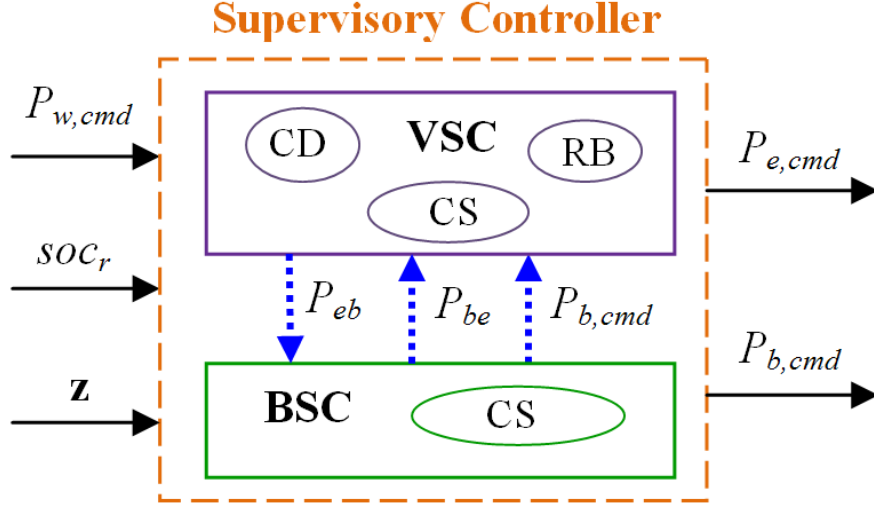 Supervisory Controller
P_{w,cmd}
soc_r
z
CD
VSC
RB
CS
P_{eb}
P_{be}
P_{b,cmd}
BSC
CS
P_{e,cmd}
P_{b,cmd}